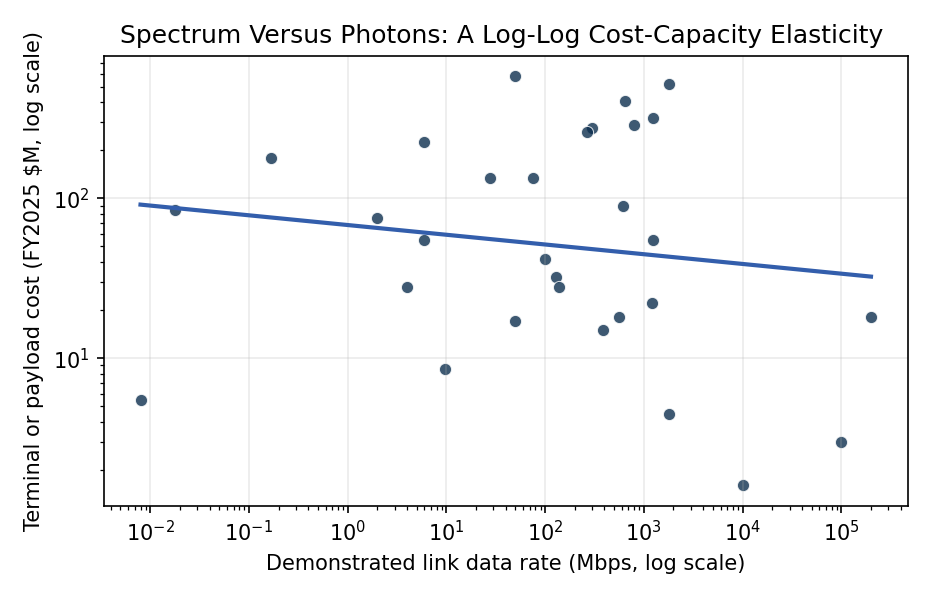 Spectrum Versus Photons: A Log-Log Cost-Capacity Elasticity
Terminal or payload cost (FY2025 $M, log scale)
10²
10¹
10⁻² 10⁻¹ 10⁰ 10¹ 10² 10³ 10⁴ 10⁵
Demonstrated link data rate (Mbps, log scale)